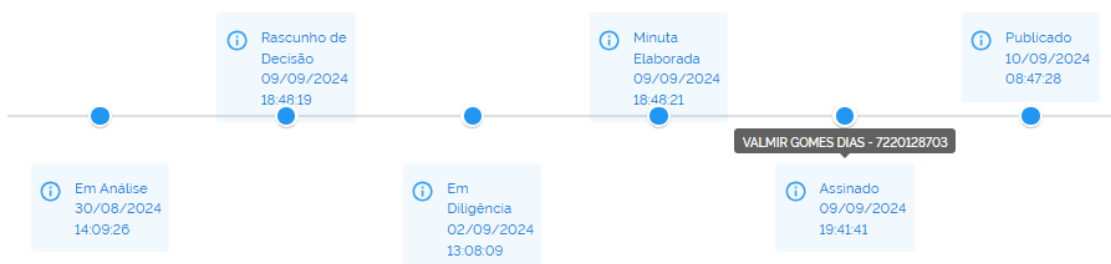 Rascunho de
Decisão
09/09/2024
18:48:19
Minuta
Elaborada
09/09/2024
18:48:21
Publicado
10/09/2024
08:47:28
VALMIR GOMES DIAS - 7220128703
Em Análise
30/08/2024
14:09:26
Em
Diligência
02/09/2024
13:08:09
Assinado
09/09/2024
19:41:41